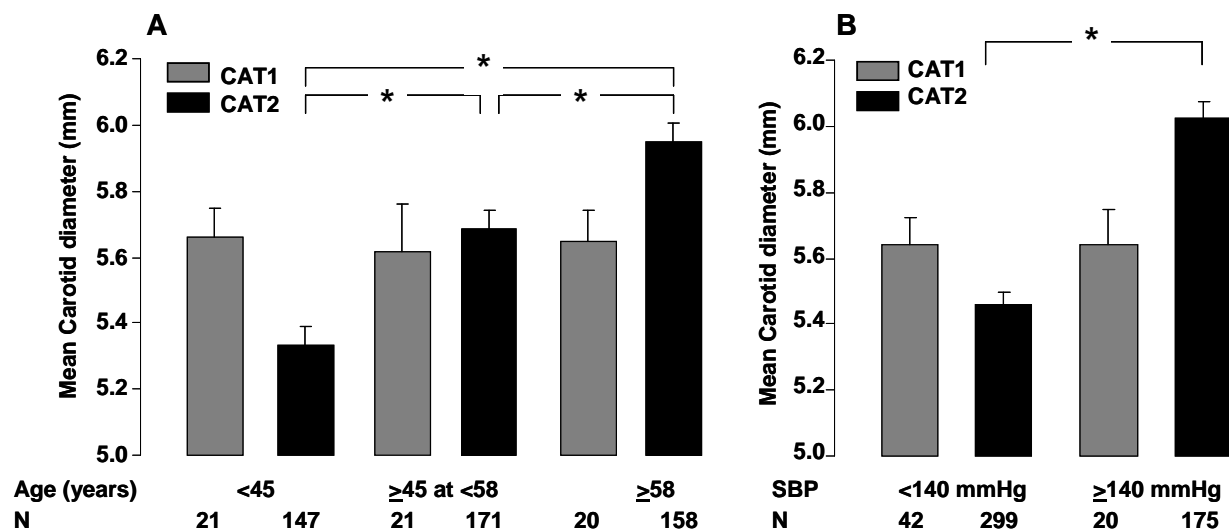 A
Mean Carotid diameter (mm)
6.2
6.0
5.8
5.6
5.4
5.2
5.0
CAT1
CAT2
*
* *
Age (years) <45 ≥45 at <58 ≥58
N 21 147 21 171 20 158
B
Mean Carotid diameter (mm)
6.2
6.0
5.8
5.6
5.4
5.2
5.0
CAT1
CAT2
*
SBP <140 mmHg ≥140 mmHg
N 42 299 20 175